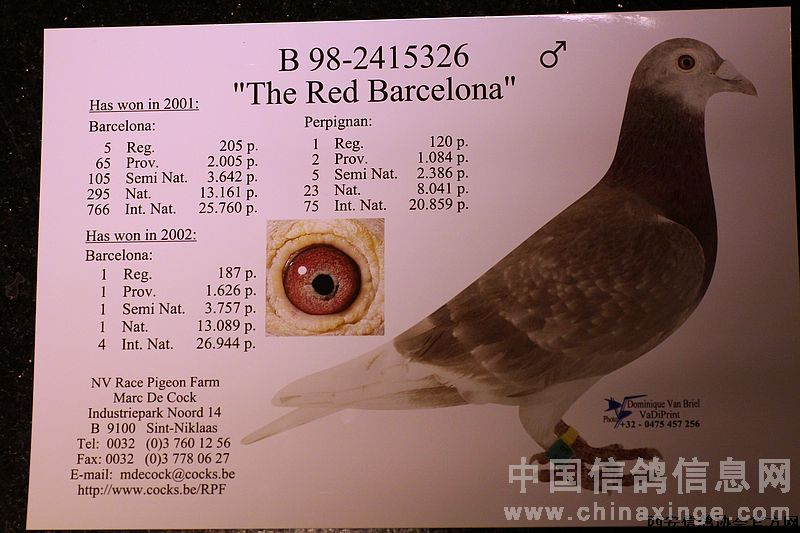 B 98-2415326 ♂
"The Red Barcelona"
Has won in 2001:
Barcelona:
5 Reg. 205 p.
65 Prov. 2.005 p.
105 Semi Nat. 3.642 p.
295 Nat. 13.161 p.
766 Int. Nat. 25.760 p.
Perpignan:
1 Reg. 120 p.
2 Prov. 1.084 p.
5 Semi Nat. 2.386 p.
23 Nat. 8.041 p.
75 Int. Nat. 20.859 p.
Has won in 2002:
Barcelona:
1 Reg. 187 p.
1 Prov. 1.626 p.
1 Semi Nat. 3.757 p.
1 Nat. 13.089 p.
4 Int. Nat. 26.944 p.
NV Race Pigeon Farm
Marc De Cock
Industriepark Noord 14
B 9100 Sint-Niklaas
Tel: 0032 (0)3 760 12 56
Fax: 0032 (0)3 778 06 27
E-mail: mdecock@cocks.be
http://www.cocks.be/RPF
Dominique Van Briel
Photo VaDiPrint
+32 - 0475 457 256
中国信鸽信息网
www.chinaxinge.com